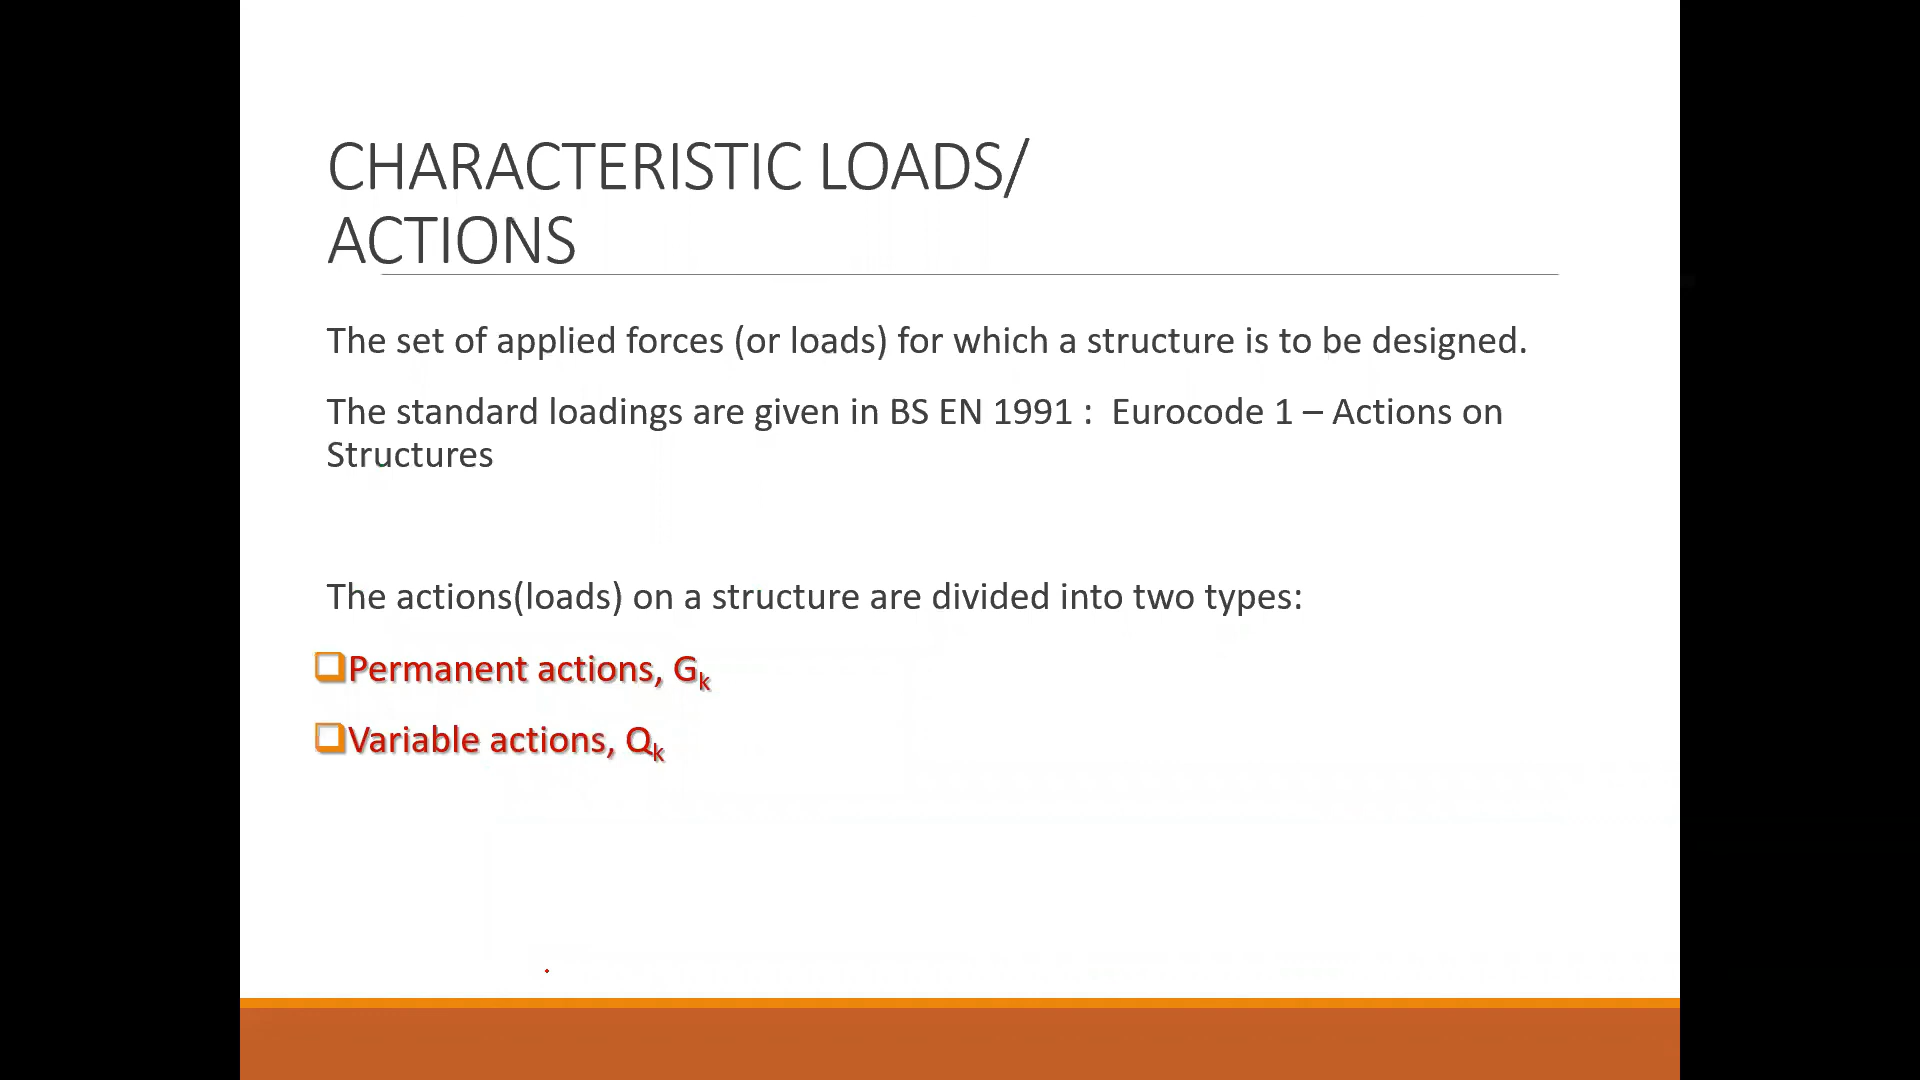 CHARACTERISTIC LOADS/
ACTIONS
The set of applied forces (or loads) for which a structure is to be designed.
The standard loadings are given in BS EN 1991 :  Eurocode 1 – Actions on
Structures
The actions(loads) on a structure are divided into two types:
❑Permanent actions, Gk
❑Variable actions, Qk